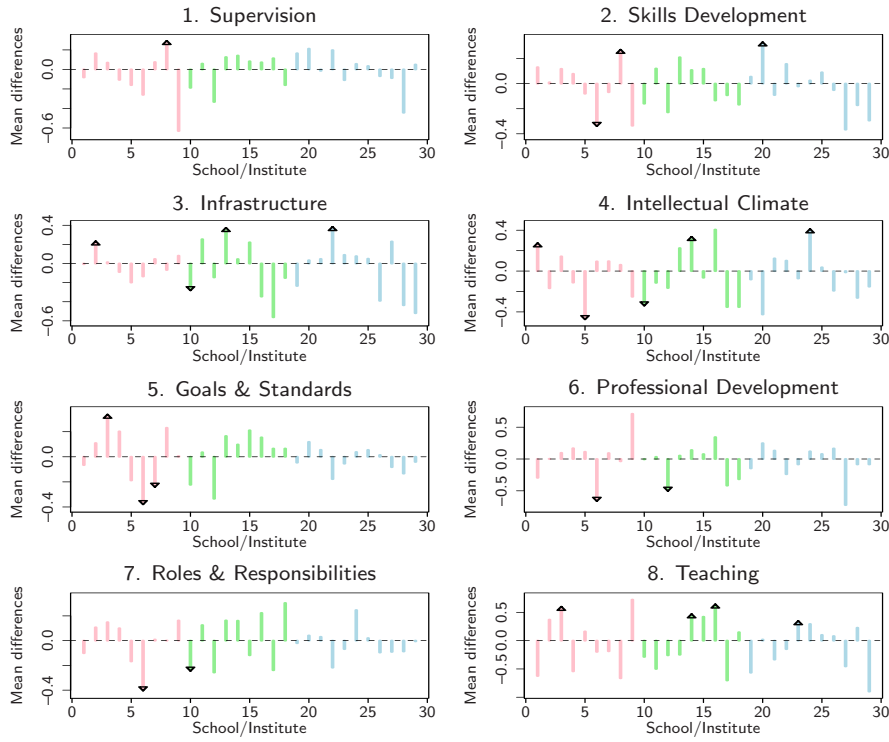 1. Supervision
Mean differences
0.0
-0.6
0 5 10 15 20 25 30
School/Institute
2. Skills Development
Mean differences
0.0
-0.4
0 5 10 15 20 25 30
School/Institute
3. Infrastructure
Mean differences
0.4
0.0
-0.6
0 5 10 15 20 25 30
School/Institute
4. Intellectual Climate
Mean differences
0.4
0.0
-0.4
0 5 10 15 20 25 30
School/Institute
5. Goals & Standards
Mean differences
0.0
-0.4
0 5 10 15 20 25 30
School/Institute
6. Professional Development
Mean differences
0.5
-0.5
0 5 10 15 20 25 30
School/Institute
7. Roles & Responsibilities
Mean differences
0.0
-0.4
0 5 10 15 20 25 30
School/Institute
8. Teaching
Mean differences
0.5
-0.5
0 5 10 15 20 25 30
School/Institute